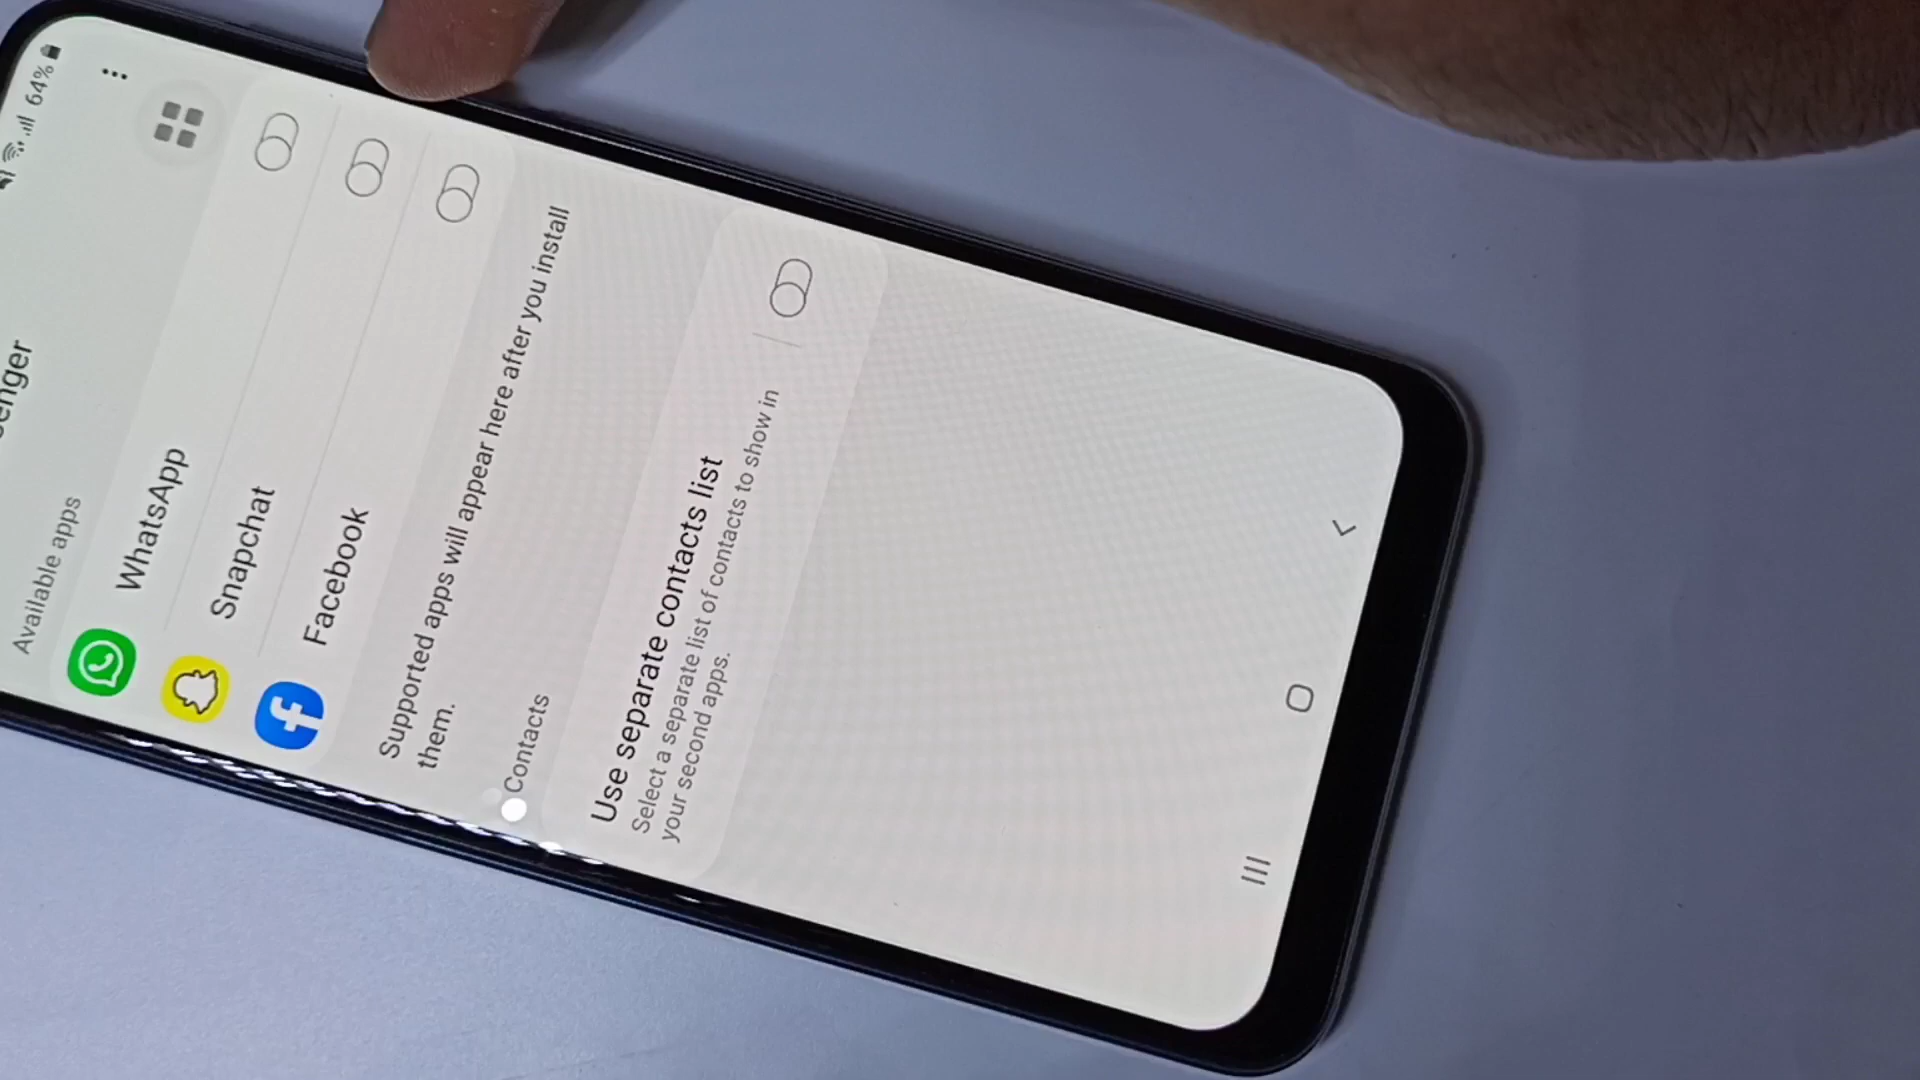 64%
Available apps
WhatsApp
Snapchat
Facebook
Supported apps will appear here after you install
them.
Contacts
Use separate contacts list
Select a separate list of contacts to show in
your second apps.